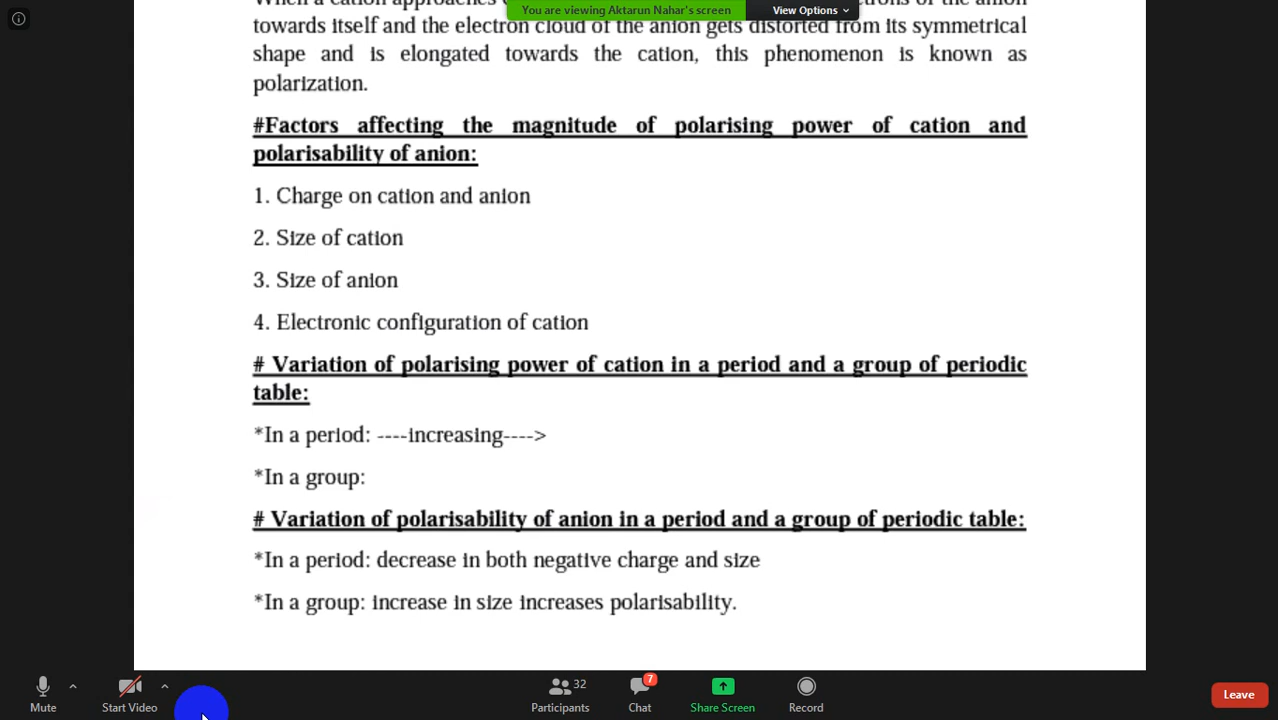 You are viewing Aktarun Nahar's screen
View Options
towards itself and the electron cloud of the anion gets distorted from its symmetrical
shape and is elongated towards the cation, this phenomenon is known as
polarization.
#Factors affecting the magnitude of polarising power of cation and
polarisability of anion:
1. Charge on cation and anion
2. Size of cation
3. Size of anion
4. Electronic configuration of cation
# Variation of polarising power of cation in a period and a group of periodic
table:
*In a period: ----increasing---->
*In a group:
# Variation of polarisability of anion in a period and a group of periodic table:
*In a period: decrease in both negative charge and size
*In a group: increase in size increases polarisability.
Mute
Start Video
32
Participants
7
Chat
Share Screen
Record
Leave